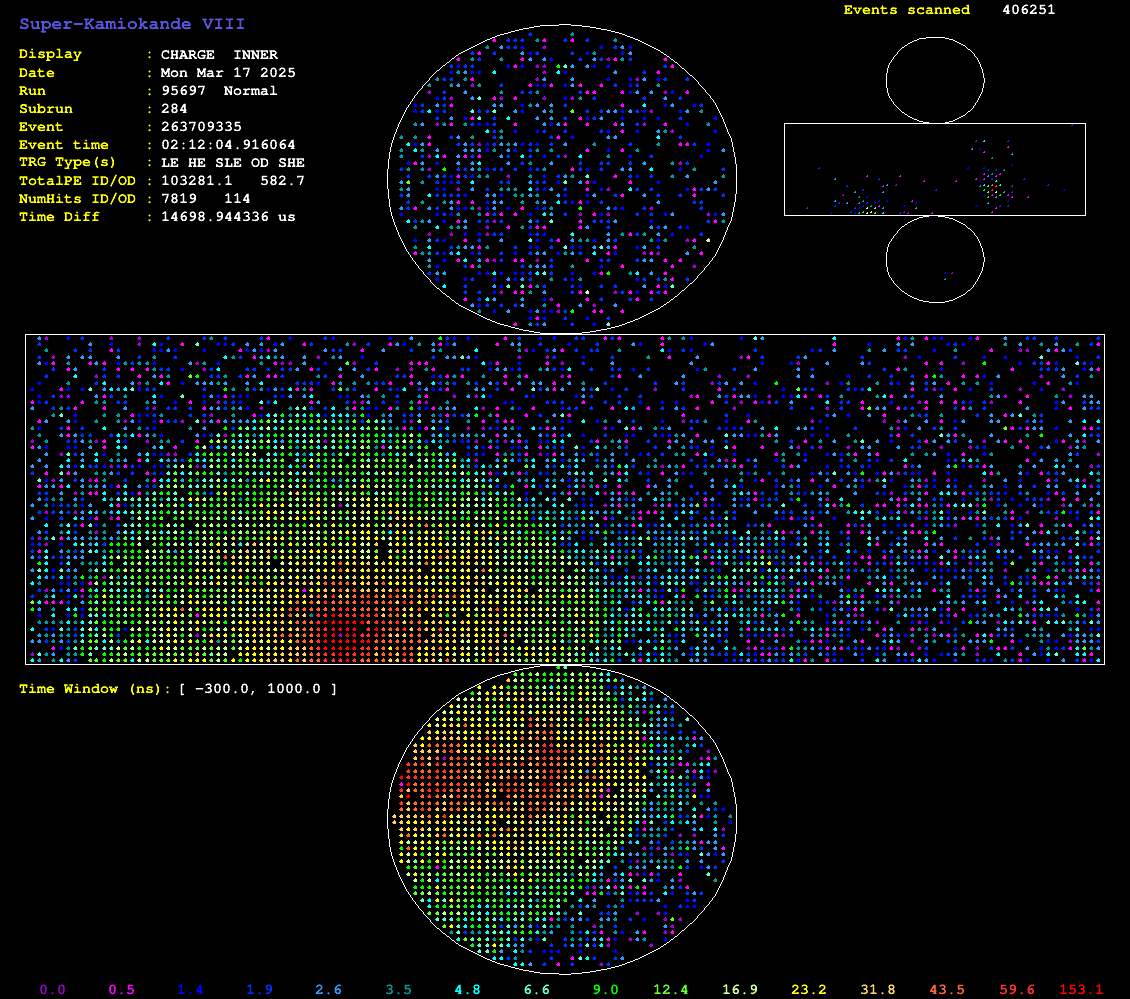 Super-Kamiokande VIII
Events scanned 406251
Display : CHARGE INNER
Date : Mon Mar 17 2025
Run : 95697 Normal
Subrun : 284
Event : 263709335
Event time : 02:12:04.916064
TRG Type(s) : LE HE SLE OD SHE
TotalPE ID/OD : 103281.1 582.7
NumHits ID/OD : 7819 114
Time Diff : 14698.944336 us
Time Window (ns): [ -300.0, 1000.0 ]
0.0 0.5 1.4 1.9 2.6 3.5 4.8 6.6 9.0 12.4 16.9 23.2 31.8 43.5 59.6 153.1